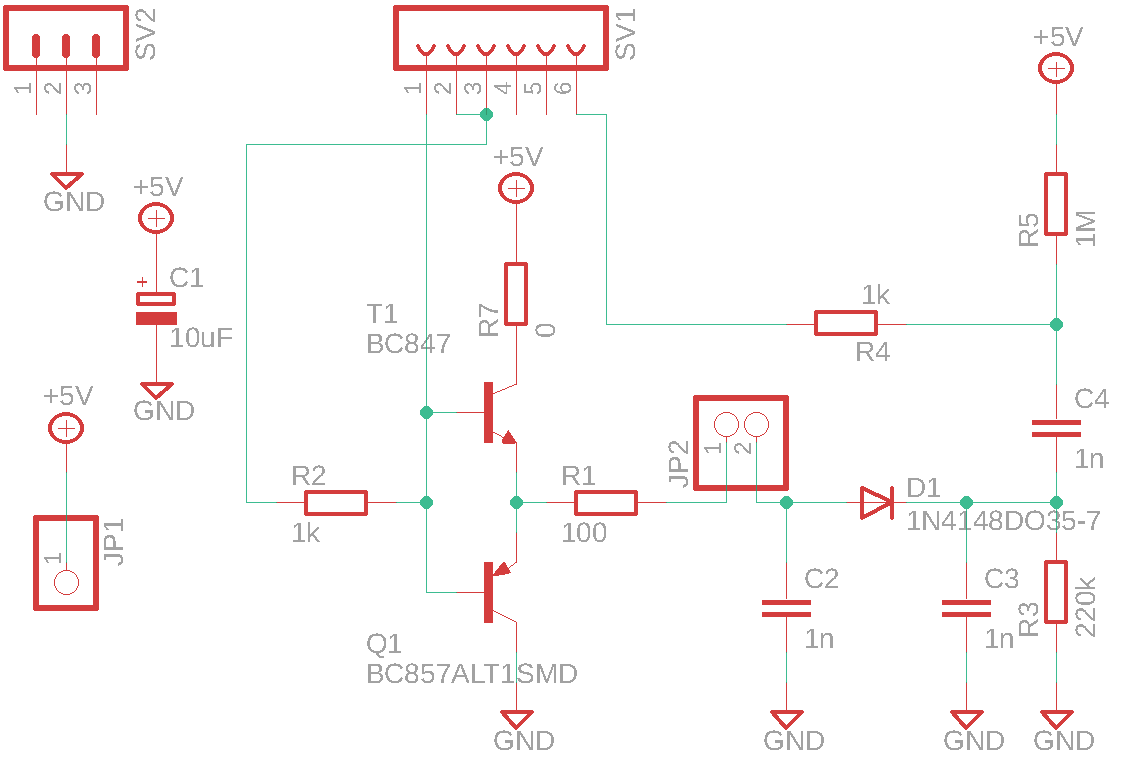 SV2
1
2
3
GND
SV1
1
2
3
4
5
6
+5V
+5V
C1
+
10uF
GND
+5V
R7
0
T1
BC847
R5
1M
1k
R4
C4
1n
+5V
JP1
1
R2
1k
R1
100
JP2
1
2
D1
1N4148DO35-7
C2
1n
C3
1n
R3
220k
Q1
BC857ALT1SMD
GND
GND
GND
GND